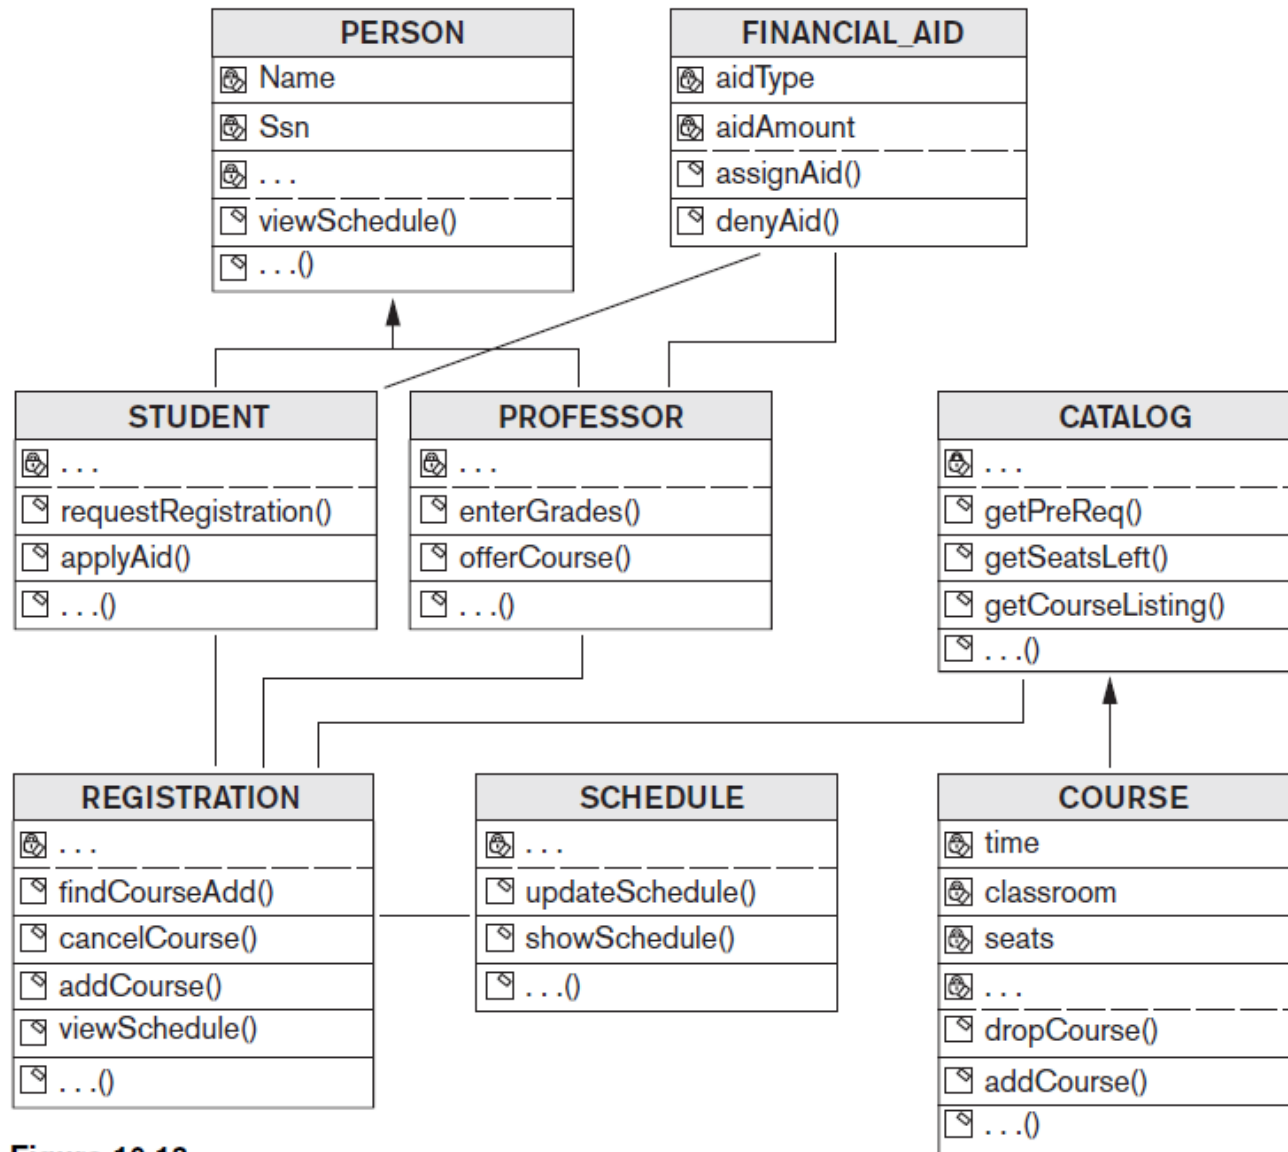 PERSON
Name
Ssn
. . .
viewSchedule()
. . .()
FINANCIAL_AID
aidType
aidAmount
assignAid()
denyAid()
STUDENT
. . .
requestRegistration()
applyAid()
. . .()
PROFESSOR
. . .
enterGrades()
offerCourse()
. . .()
CATALOG
. . .
getPreReq()
getSeatsLeft()
getCourseListing()
. . .()
REGISTRATION
. . .
findCourseAdd()
cancelCourse()
addCourse()
viewSchedule()
. . .()
SCHEDULE
. . .
updateSchedule()
showSchedule()
. . .()
COURSE
time
classroom
seats
. . .
dropCourse()
addCourse()
. . .()